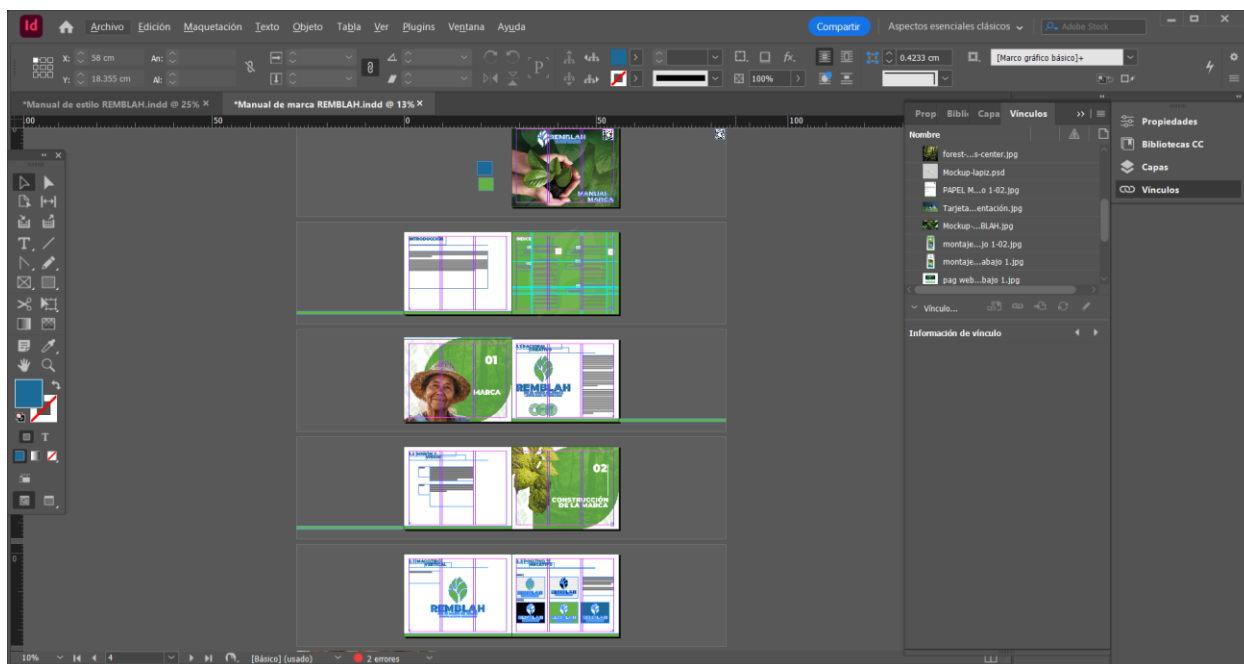 Id Archivo Edición Maquetación Texto Objeto Tabla Ver Plugins Ventana Ayuda Compartir Aspectos esenciales clásicos Adobe Stock
X: 58 cm An: fx. 0.4233 cm [Marco gráfico básico]+
Y: 18.355 cm Al: P 100%
*Manual de estilo REMBLAH.indd @ 25% × *Manual de marca REMBLAH.indd @ 13% ×
00 50 0 50 100
Prop Bibli Capa Vínculos
Nombre
forest-...s-center.jpg
Mockup-lapiz.psd
PAPEL M...o 1-02.jpg
Tarjeta...entación.jpg
Mockup-...BLAH.jpg
montaje...jo 1-02.jpg
montaje...abajo 1.jpg
pag web...bajo 1.jpg
Vínculo...
Información de vínculo
Propiedades
Bibliotecas CC
Capas
Vínculos
REMBLAH
MANUAL
MARCA
INTRODUCCIÓN
ÍNDICE
01
MARCA
REMBLAH
02
CONSTRUCCIÓN
DE LA MARCA
VERTICAL
REMBLAH
10% 4 [Básico] (usado) 2 errores